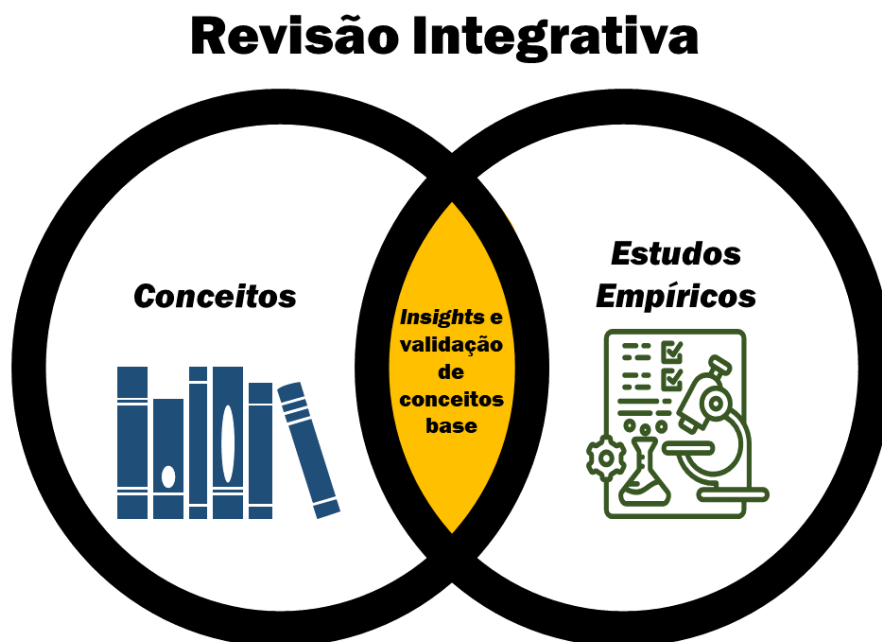 Revisão Integrativa
Conceitos
Insights e
validação
de
conceitos
base
Estudos
Empíricos